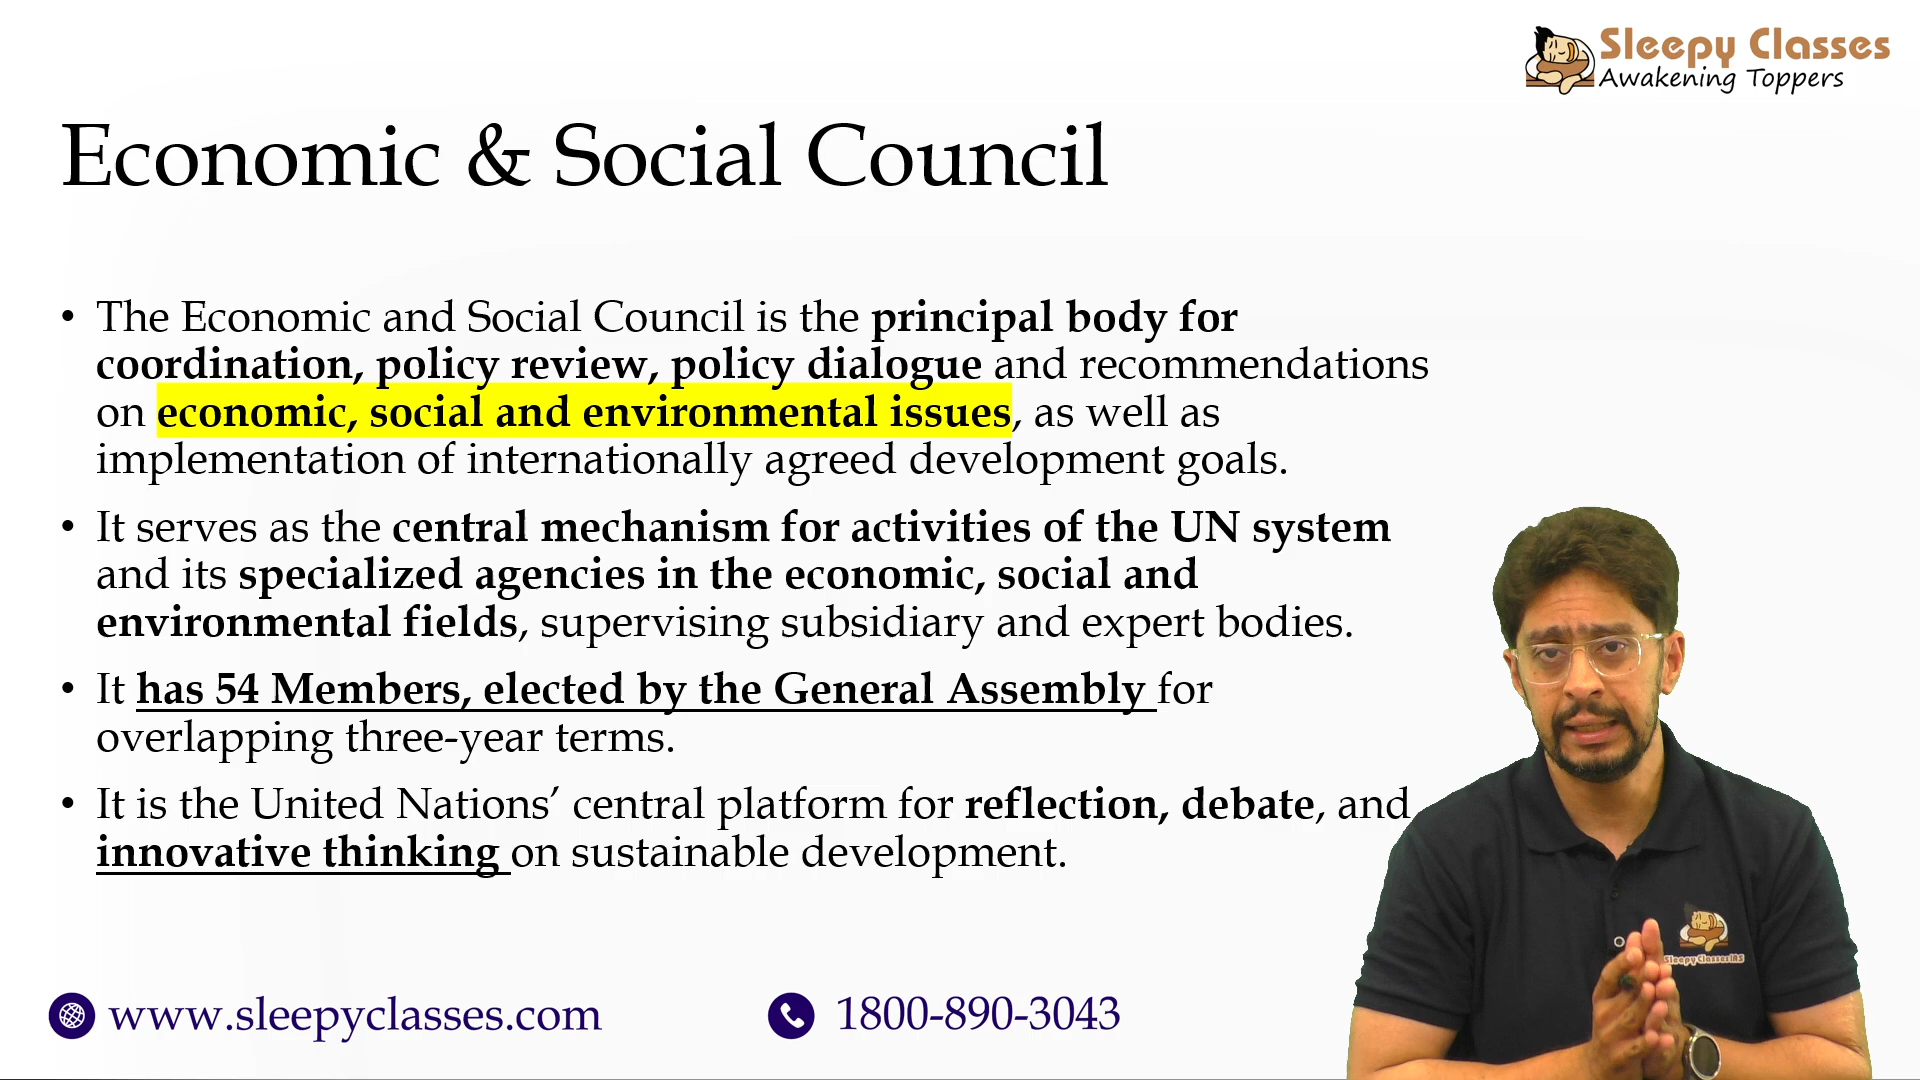 Sleepy Classes
Awakening Toppers
Economic & Social Council
• The Economic and Social Council is the principal body for
coordination, policy review, policy dialogue and recommendations
on economic, social and environmental issues, as well as
implementation of internationally agreed development goals.
• It serves as the central mechanism for activities of the UN system
and its specialized agencies in the economic, social and
environmental fields, supervising subsidiary and expert bodies.
• It has 54 Members, elected by the General Assembly for
overlapping three-year terms.
• It is the United Nations’ central platform for reflection, debate, and
innovative thinking on sustainable development.
Sleepy Classes IAS
www.sleepyclasses.com
1800-890-3043